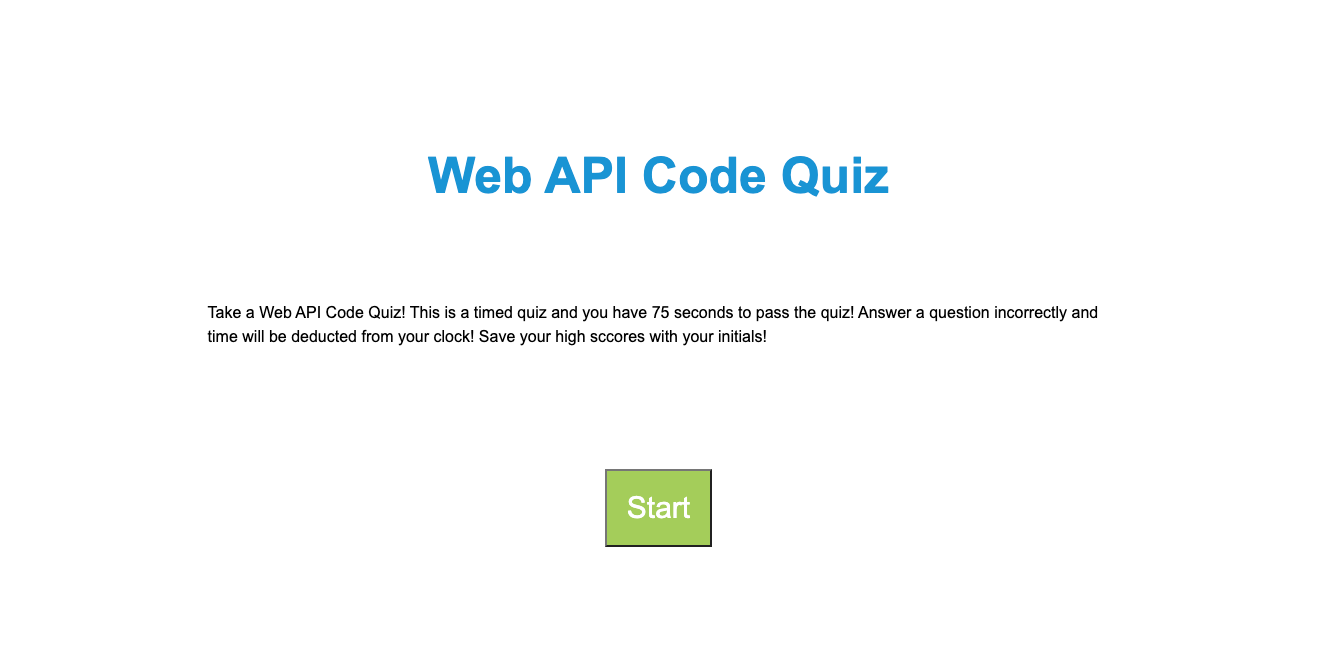 Web API Code Quiz
Take a Web API Code Quiz! This is a timed quiz and you have 75 seconds to pass the quiz! Answer a question incorrectly and
time will be deducted from your clock! Save your high sccores with your initials!
Start